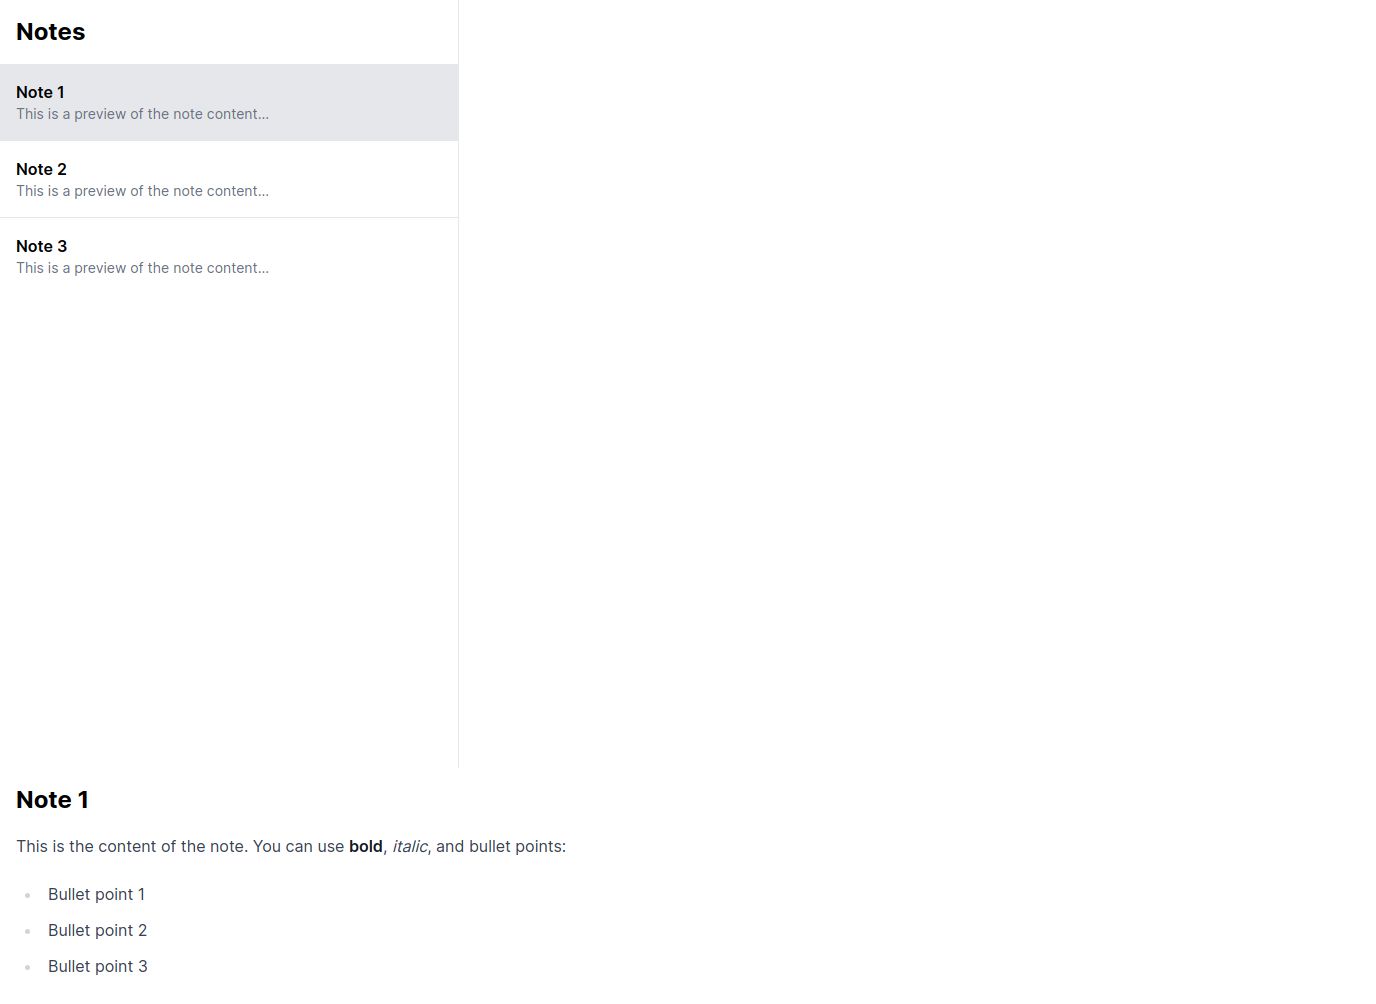 Notes
Note 1
This is a preview of the note content...
Note 2
This is a preview of the note content...
Note 3
This is a preview of the note content...
Note 1
This is the content of the note. You can use bold, italic, and bullet points:
Bullet point 1
Bullet point 2
Bullet point 3